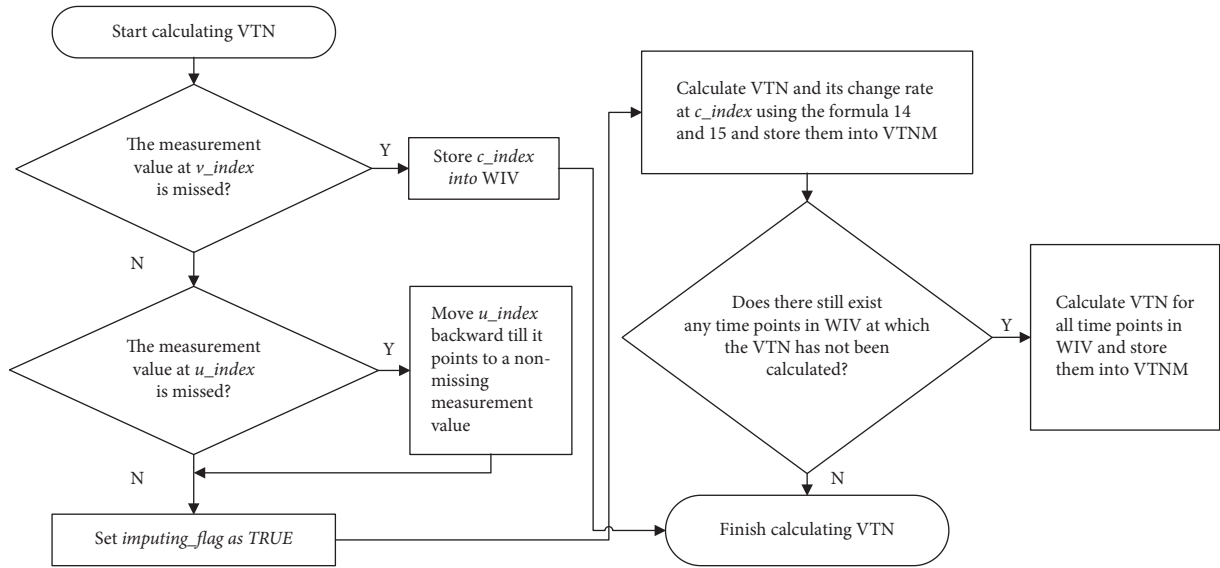 Start calculating VTN
The measurement
value at v_index
is missed?
Y
Store c_index
into WIV
N
The measurement
value at u_index
is missed?
Y
Move u_index
backward till it
points to a non-
missing
measurement
value
N
Set imputing_flag as TRUE
Calculate VTN and its change rate
at c_index using the formula 14
and 15 and store them into VTNM
Does there still exist
any time points in WIV at which
the VTN has not been
calculated?
Y
Calculate VTN for
all time points in
WIV and store
them into VTNM
N
Finish calculating VTN